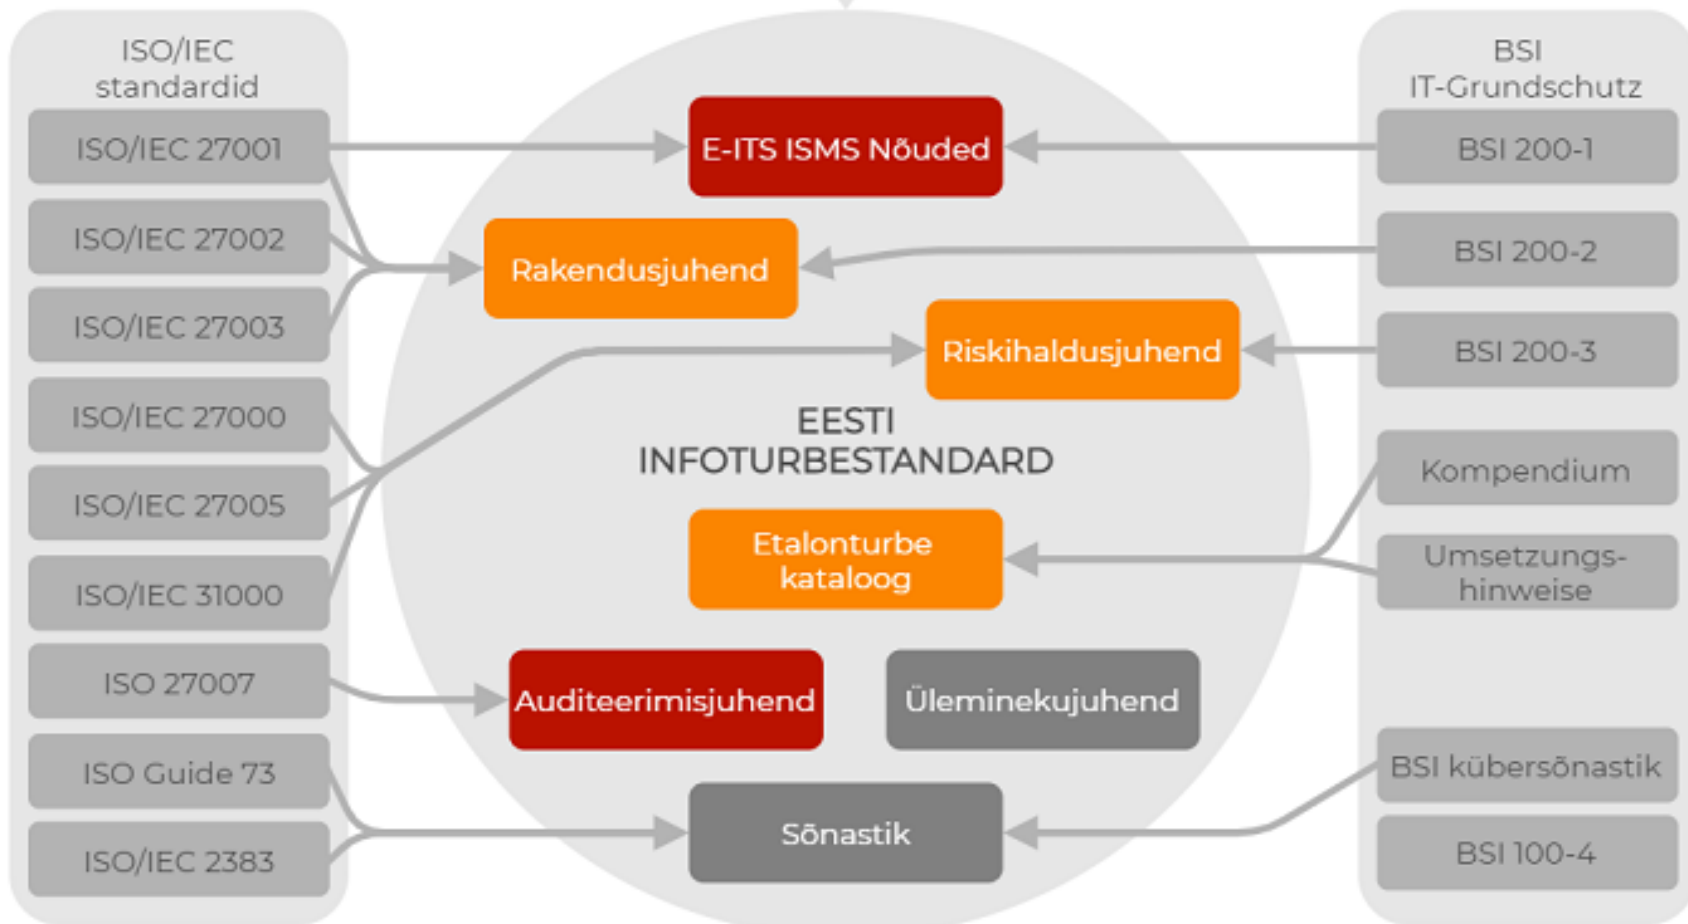 ISO/IEC
standardid
ISO/IEC 27001
ISO/IEC 27002
ISO/IEC 27003
ISO/IEC 27000
ISO/IEC 27005
ISO/IEC 31000
ISO 27007
ISO Guide 73
ISO/IEC 2383
E-ITS ISMS Nõuded
Rakendusjuhend
Riskihaldusjuhend
EESTI
INFOTURBESTANDARD
Etalonturbe
kataloog
Auditeerimisjuhend
Üleminekujuhend
Sõnastik
BSI
IT-Grundschutz
BSI 200-1
BSI 200-2
BSI 200-3
Kompendium
Umsetzungs-
hinweise
BSI kübersõnastik
BSI 100-4